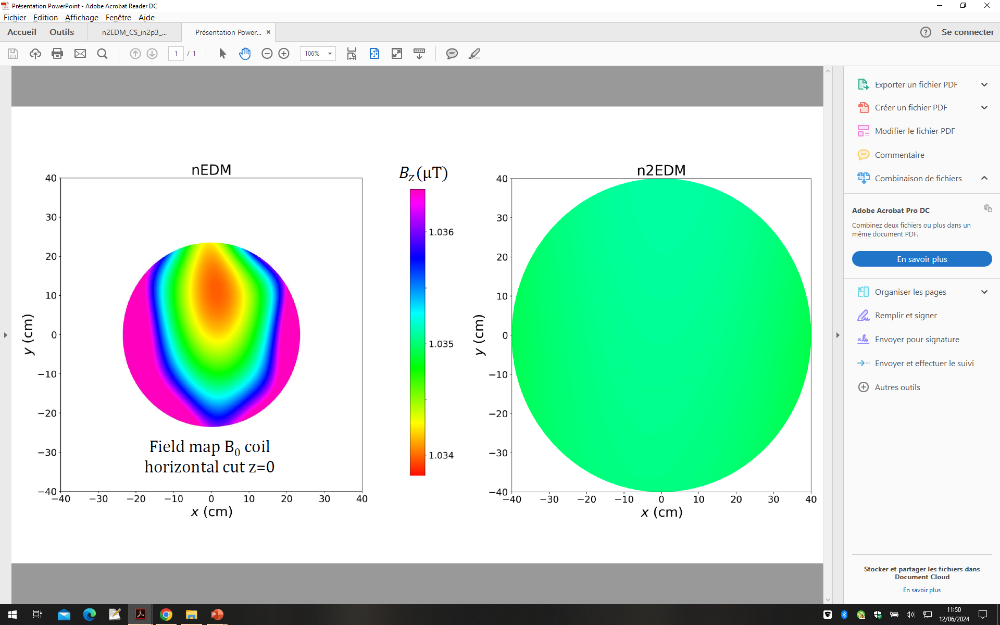 Présentation PowerPoint - Adobe Acrobat Reader DC
Fichier Edition Affichage Fenêtre Aide
Accueil Outils n2EDM_CS_in2p3_... Présentation Power... × Se connecter
1 / 1 106%
nEDM
40
30
20
10
0
−10
−20
−30
−40
y (cm)
−40 −30 −20 −10 0 10 20 30 40
x (cm)
Field map B₀ coil
horizontal cut z=0
B_z (µT)
1.036
1.035
1.034
n2EDM
40
30
20
10
0
−10
−20
−30
−40
y (cm)
−40 −30 −20 −10 0 10 20 30 40
x (cm)
Exporter un fichier PDF
Créer un fichier PDF
Modifier le fichier PDF
Commentaire
Combinaison de fichiers
Adobe Acrobat Pro DC
Combinez deux fichiers ou plus dans un
même document PDF.
En savoir plus
Organiser les pages
Remplir et signer
Envoyer pour signature
Envoyer et effectuer le suivi
Autres outils
Stocker et partager les fichiers dans
Document Cloud
En savoir plus
11:50
12/06/2024